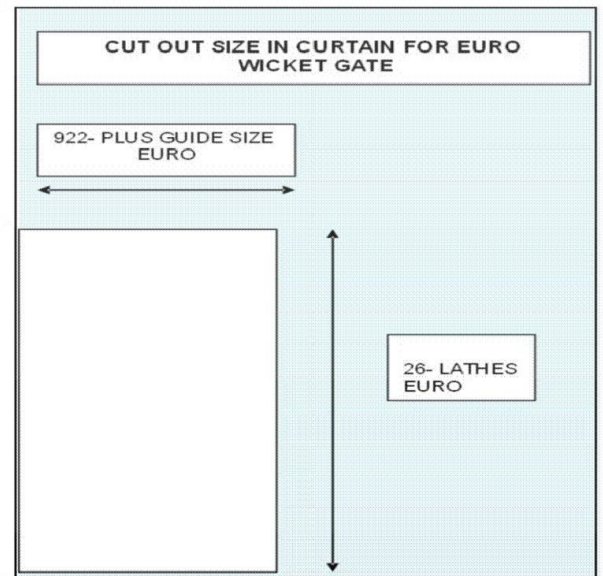 CUT OUT SIZE IN CURTAIN FOR EURO
WICKET GATE
922- PLUS GUIDE SIZE
EURO
26- LATHES
EURO